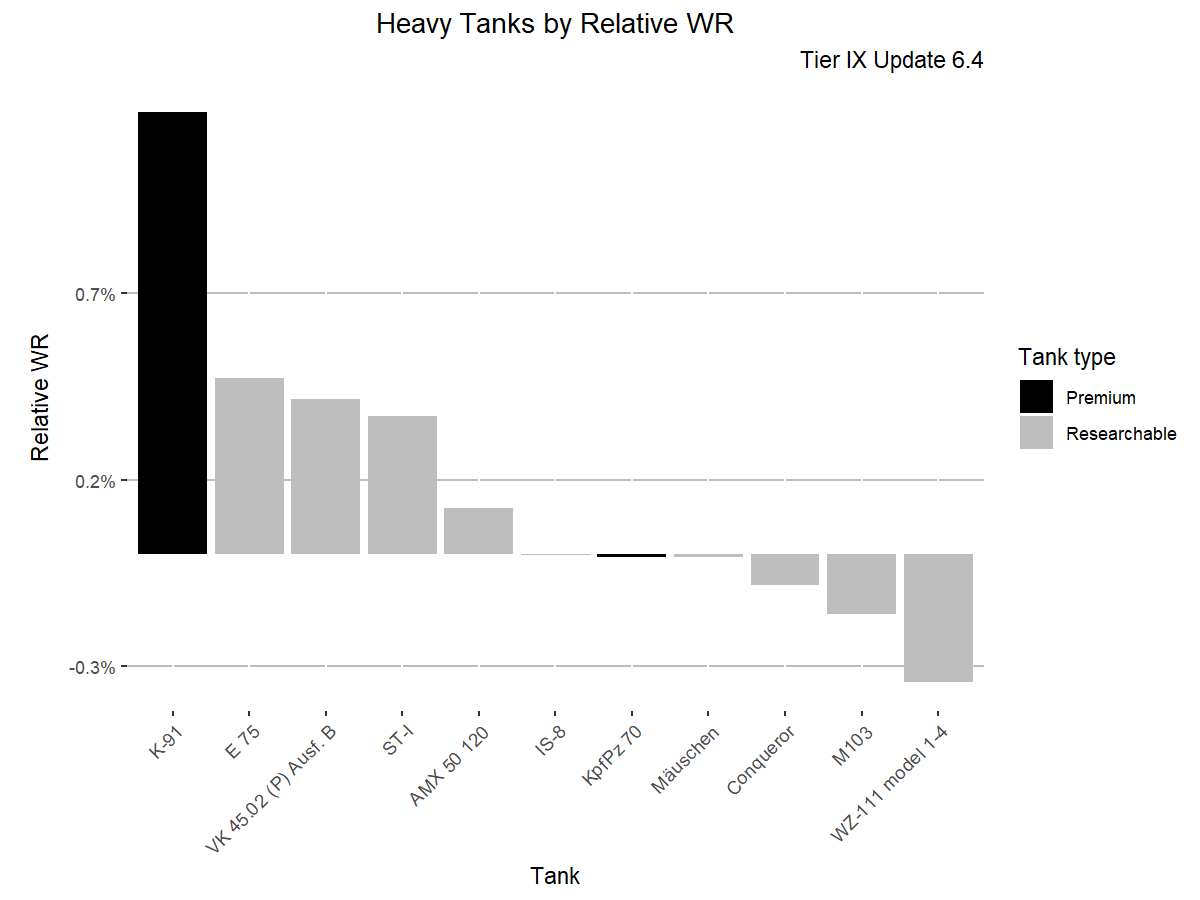 Heavy Tanks by Relative WR
Tier IX Update 6.4
Relative WR
0.7%
0.2%
-0.3%
K-91
E 75
VK 45.02 (P) Ausf. B
ST-I
AMX 50 120
IS-8
KpfPz 70
Mäuschen
Conqueror
M103
WZ-111 model 1-4
Tank
Tank type
Premium
Researchable